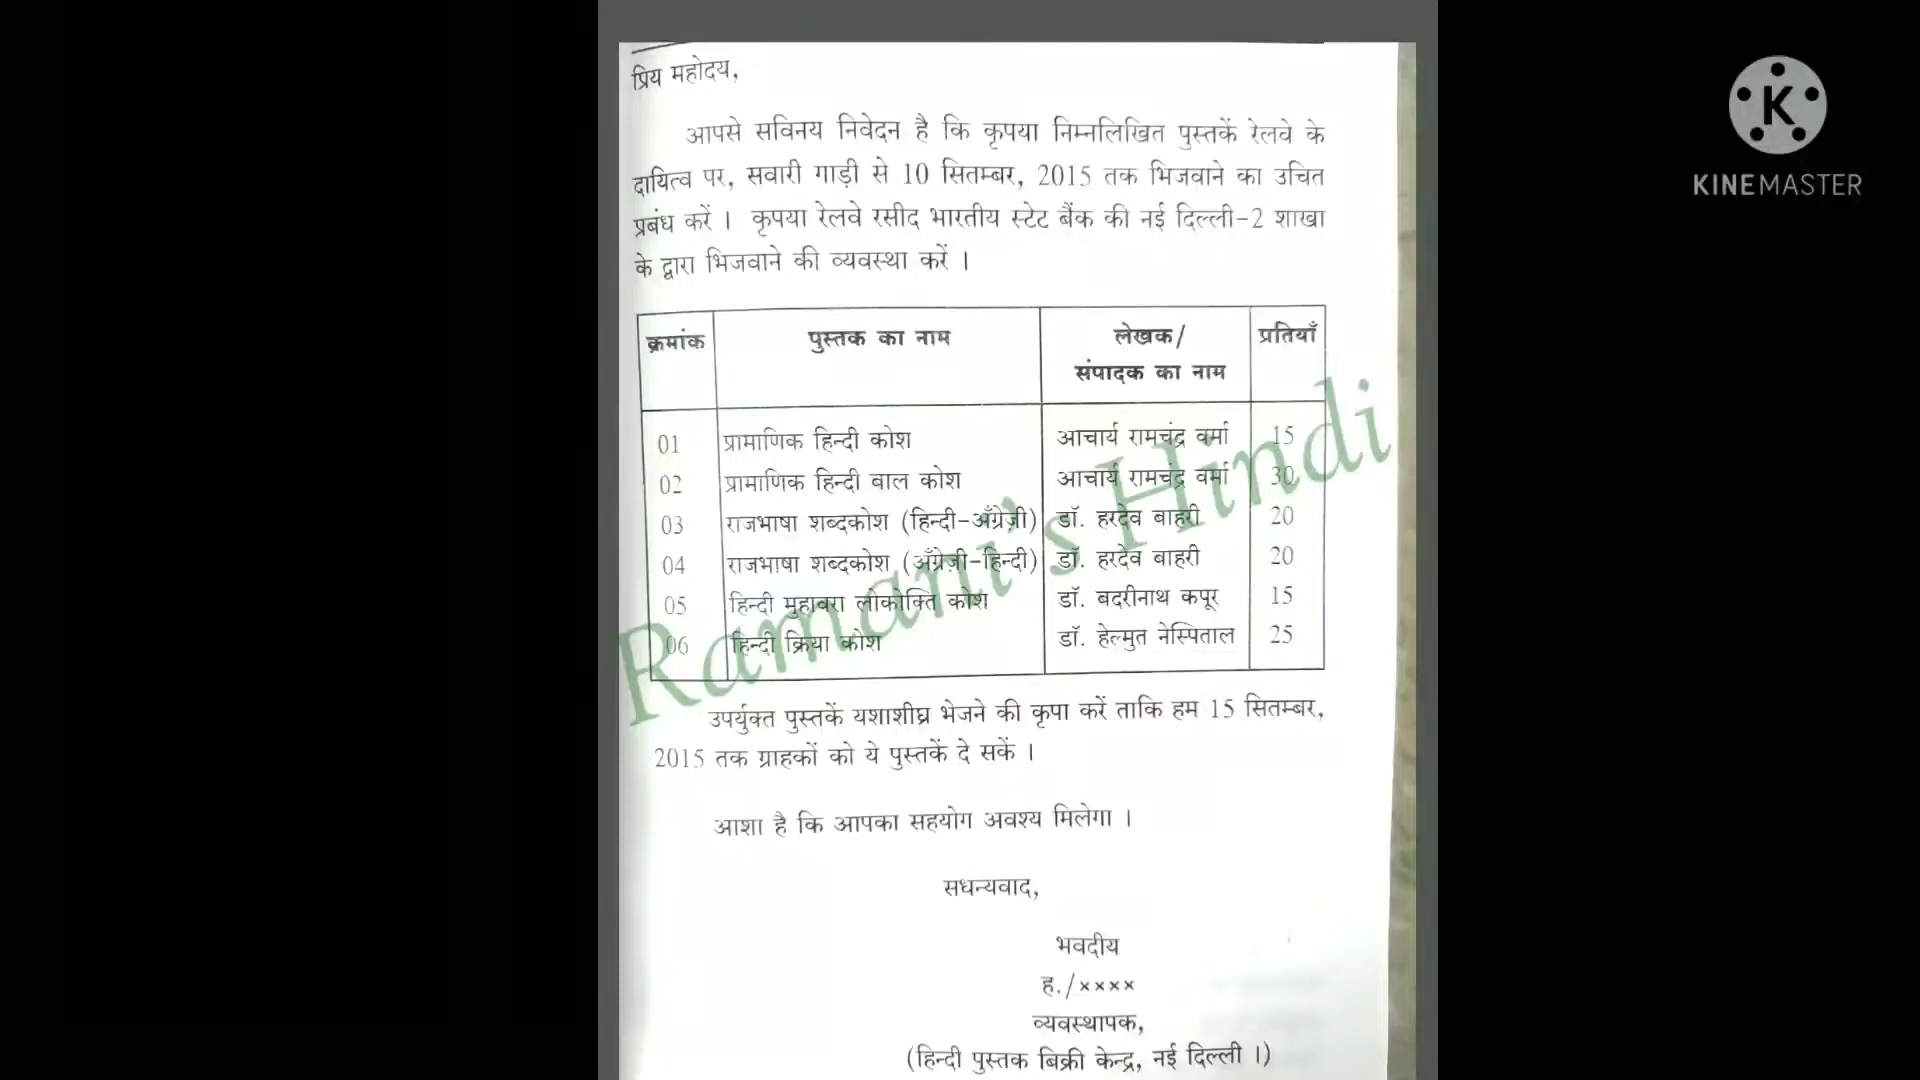 प्रिय महोदय,
आपसे सविनय निवेदन है कि कृपया निम्नलिखित पुस्तकें रेलवे के
दायित्व पर, सवारी गाड़ी से 10 सितम्बर, 2015 तक भिजवाने का उचित
प्रबंध करें । कृपया रेलवे रसीद भारतीय स्टेट बैंक की नई दिल्ली-2 शाखा
के द्वारा भिजवाने की व्यवस्था करें ।
क्रमांक पुस्तक का नाम लेखक/ प्रतियाँ
संपादक का नाम
01 प्रामाणिक हिन्दी कोश आचार्य रामचंद्र वर्मा 15
02 प्रामाणिक हिन्दी बाल कोश आचार्य रामचंद्र वर्मा 30
03 राजभाषा शब्दकोश (हिन्दी-अँग्रेज़ी) डॉ. हरदेव बाहरी 20
04 राजभाषा शब्दकोश (अँग्रेज़ी-हिन्दी) डॉ. हरदेव बाहरी 20
05 हिन्दी मुहावरा लोकोक्ति कोश डॉ. बदरीनाथ कपूर 15
06 हिन्दी क्रिया कोश डॉ. हेल्मुत नेस्पिताल 25
उपर्युक्त पुस्तकें यशाशीघ्र भेजने की कृपा करें ताकि हम 15 सितम्बर,
2015 तक ग्राहकों को ये पुस्तकें दे सकें ।
आशा है कि आपका सहयोग अवश्य मिलेगा ।
सधन्यवाद,
भवदीय
ह./××××
व्यवस्थापक,
(हिन्दी पुस्तक बिक्री केन्द्र, नई दिल्ली ।)
Ramani's Hindi
K
KINEMASTER